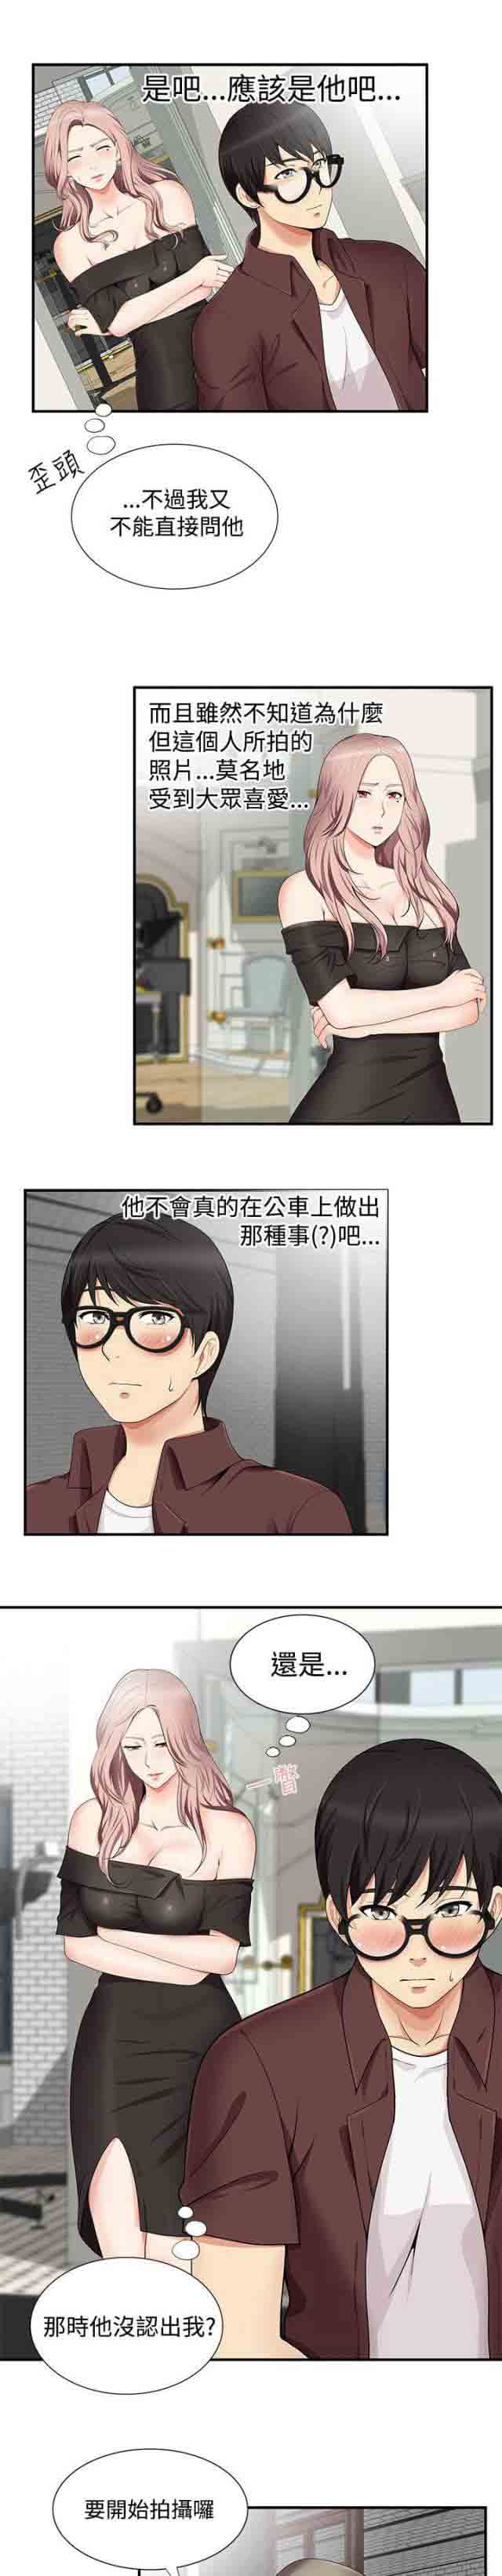 是吧...應該是他吧...
歪頭
...不過我又
不能直接問他
而且雖然不知道為什麼
但這個人所拍的
照片...莫名地
受到大眾喜愛...
他不會真的在公車上做出
那種事(?)吧...
還是...
一瞥
那時他沒認出我?
要開始拍攝囉